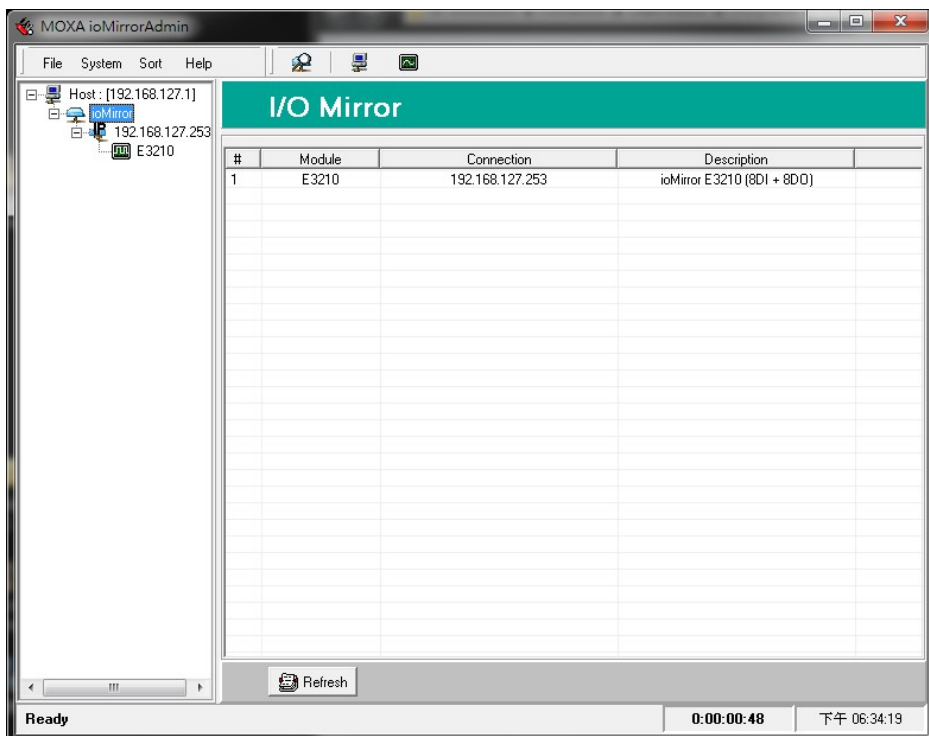 MOXA ioMirrorAdmin
File System Sort Help
Host : [192.168.127.1]
ioMirror
IP 192.168.127.253
E3210
I/O Mirror
# Module Connection Description
1 E3210 192.168.127.253 ioMirror E3210 (8DI + 8DO)
Refresh
Ready 0:00:00:48 下午 06:34:19